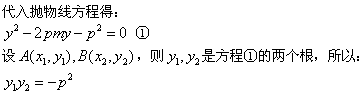 代入抛物线方程得：
y²-2pmy-p²=0 ①
设A(x₁,y₁),B(x₂,y₂)，则y₁,y₂是方程①的两个根，所以：
y₁y₂=-p²